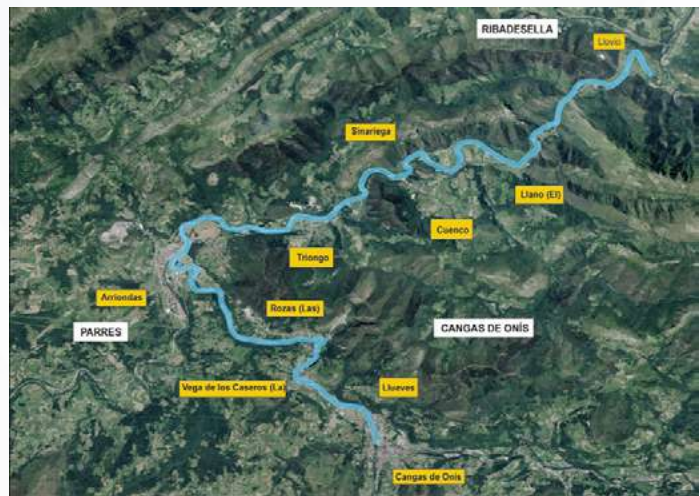 RIBADESELLA
Llovio
Sinariega
Llano (El)
Cuenco
Triongo
Arriondas
Rozas (Las)
PARRES
CANGAS DE ONÍS
Vega de los Caseros (La)
Llueves
Cangas de Onís